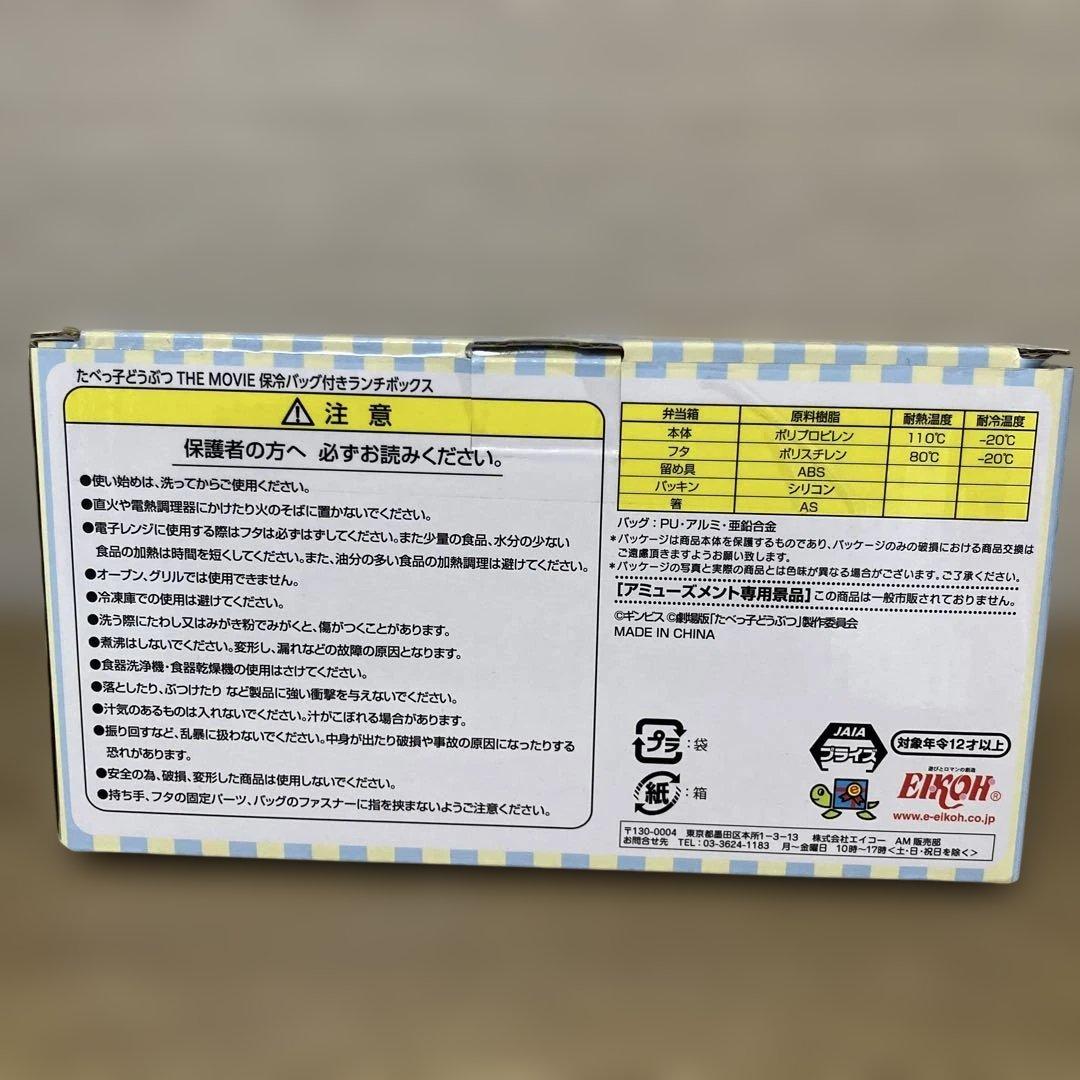 たべっ子どうぶつ THE MOVIE 保冷バッグ付きランチボックス
注 意
保護者の方へ 必ずお読みください。
●使い始めは、洗ってからご使用ください。
●直火や電熱調理器にかけたり火のそばに置かないでください。
●電子レンジに使用する際はフタは必ずはずしてください。また少量の食品、水分の少ない
食品の加熱は時間を短くしてください。また、油分の多い食品の加熱調理は避けてください。
●オーブン、グリルでは使用できません。
●冷凍庫での使用は避けてください。
●洗う際にたわし又はみがき粉でみがくと、傷がつくことがあります。
●煮沸はしないでください。変形し、漏れなどの故障の原因となります。
●食器洗浄機・食器乾燥機の使用はさけてください。
●落としたり、ぶつけたり など製品に強い衝撃を与えないでください。
●汁気のあるものは入れないでください。汁がこぼれる場合があります。
●振り回すなど、乱暴に扱わないでください。中身が出たり破損や事故の原因になったりする
恐れがあります。
●安全の為、破損、変形した商品は使用しないでください。
●持ち手、フタの固定パーツ、バッグのファスナーに指を挟まないようご注意ください。
弁当箱 原料樹脂 耐熱温度 耐冷温度
本体 ポリプロピレン 110℃ -20℃
フタ ポリスチレン 80℃ -20℃
留め具 ABS
パッキン シリコン
箸 AS
バッグ：PU・アルミ・亜鉛合金
＊パッケージは商品本体を保護するものであり、パッケージのみの破損における商品交換は
ご遠慮頂きますようお願い致します。
＊パッケージの写真と実際の商品とは色味が異なる場合がございます。ご了承ください。
【アミューズメント専用景品】この商品は一般市販されておりません。
©ギンビス ©劇場版「たべっ子どうぶつ」製作委員会
MADE IN CHINA
プラ：袋
紙：箱
JAIA
プライズ
対象年令12才以上
遊びとロマンの創造
EIKOH®
www.e-eikoh.co.jp
〒130-0004 東京都墨田区本所1-3-13 株式会社エイコー AM販売部
お問合せ先 TEL：03-3624-1183 月～金曜日 10時～17時＜土・日・祝日を除く＞